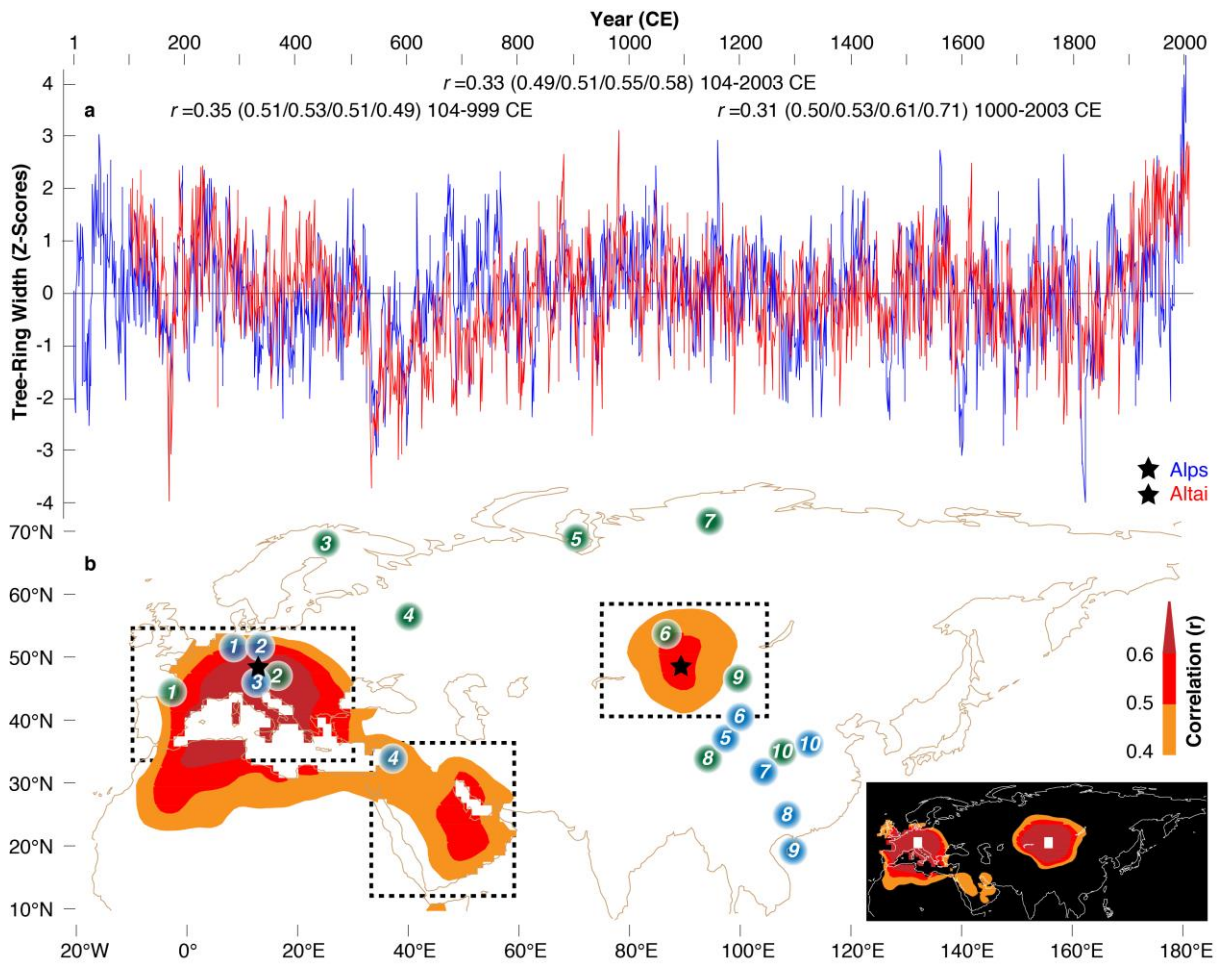 Year (CE)
1 200 400 600 800 1000 1200 1400 1600 1800 2000
r =0.33 (0.49/0.51/0.55/0.58) 104-2003 CE
a r =0.35 (0.51/0.53/0.51/0.49) 104-999 CE r =0.31 (0.50/0.53/0.61/0.71) 1000-2003 CE
Tree-Ring Width (Z-Scores)
4
3
2
1
0
-1
-2
-3
-4
Alps
Altai
b
70°N
60°N
50°N
40°N
30°N
20°N
10°N
7
3 5
4
1 2 6
2
3 9
1
6
5 10 10
4 8
7
8
9
Correlation (r)
0.6
0.5
0.4
20°W 0° 20°E 40°E 60°E 80°E 100°E 120°E 140°E 160°E 180°E